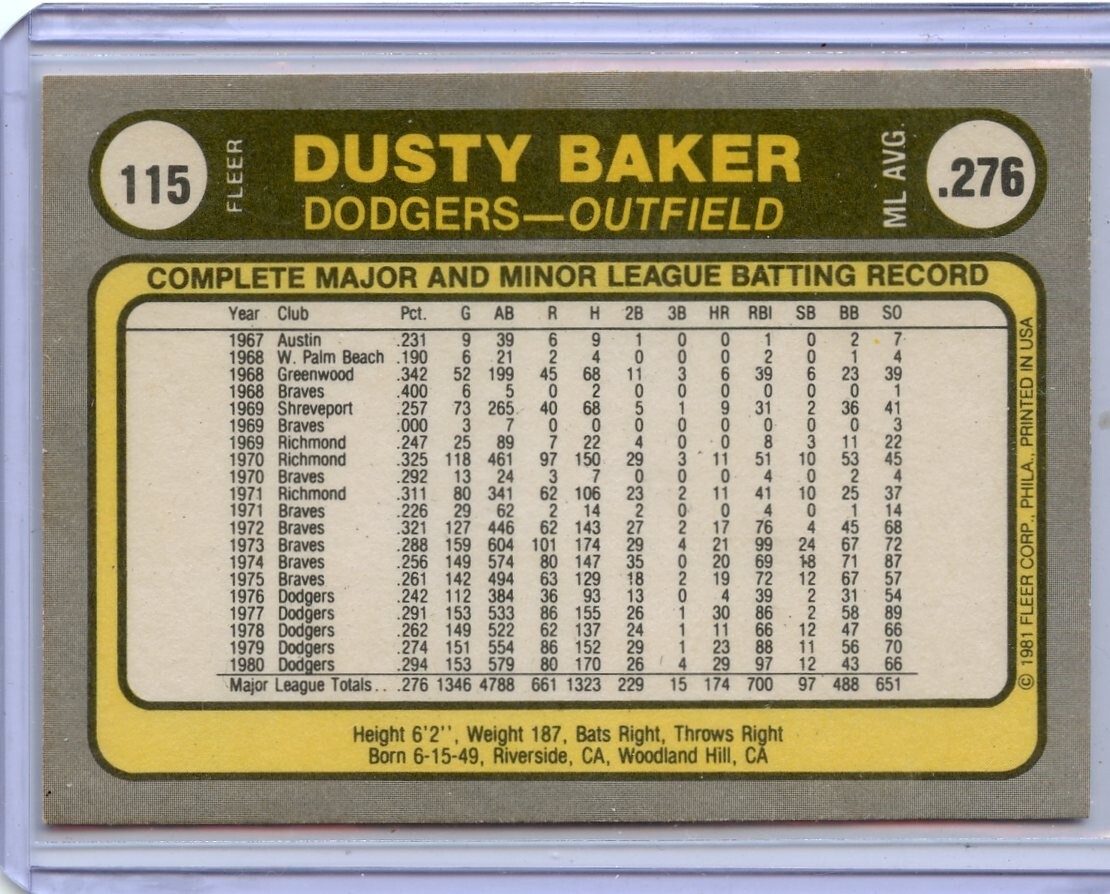 115
FLEER
DUSTY BAKER
DODGERS—OUTFIELD
ML AVG.
.276
COMPLETE MAJOR AND MINOR LEAGUE BATTING RECORD
Year Club Pct. G AB R H 2B 3B HR RBI SB BB SO
1967 Austin .231 9 39 6 9 1 0 0 1 0 2 7
1968 W. Palm Beach .190 6 21 2 4 0 0 0 2 0 1 4
1968 Greenwood .342 52 199 45 68 11 3 6 39 6 23 39
1968 Braves .400 6 5 0 2 0 0 0 0 0 0 1
1969 Shreveport .257 73 265 40 68 5 1 9 31 2 36 41
1969 Braves .000 3 7 0 0 0 0 0 0 0 0 3
1969 Richmond .247 25 89 7 22 4 0 0 8 3 11 22
1970 Richmond .325 118 461 97 150 29 3 11 51 10 53 45
1970 Braves .292 13 24 3 7 0 0 0 4 0 2 4
1971 Richmond .311 80 341 62 106 23 2 11 41 10 25 37
1971 Braves .226 29 62 2 14 2 0 0 4 0 1 14
1972 Braves .321 127 446 62 143 27 2 17 76 4 45 68
1973 Braves .288 159 604 101 174 29 4 21 99 24 67 72
1974 Braves .256 149 574 80 147 35 0 20 69 18 71 87
1975 Braves .261 142 494 63 129 18 2 19 72 12 67 57
1976 Dodgers .242 112 384 36 93 13 0 4 39 2 31 54
1977 Dodgers .291 153 533 86 155 26 1 30 86 2 58 89
1978 Dodgers .262 149 522 62 137 24 1 11 66 12 47 66
1979 Dodgers .274 151 554 86 152 29 1 23 88 11 56 70
1980 Dodgers .294 153 579 80 170 26 4 29 97 12 43 66
Major League Totals . . .276 1346 4788 661 1323 229 15 174 700 97 488 651
Height 6'2'', Weight 187, Bats Right, Throws Right
Born 6-15-49, Riverside, CA, Woodland Hill, CA
© 1981 FLEER CORP., PHILA., PRINTED IN USA